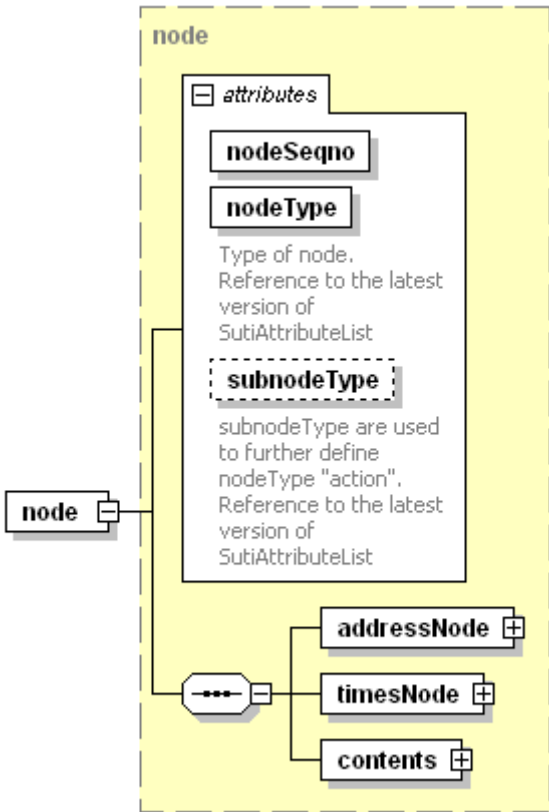 node
attributes
nodeSeqno
nodeType
Type of node.
Reference to the latest
version of
SutiAttributeList
subnodeType
subnodeType are used
to further define
nodeType "action".
Reference to the latest
version of
SutiAttributeList
node
addressNode
timesNode
contents